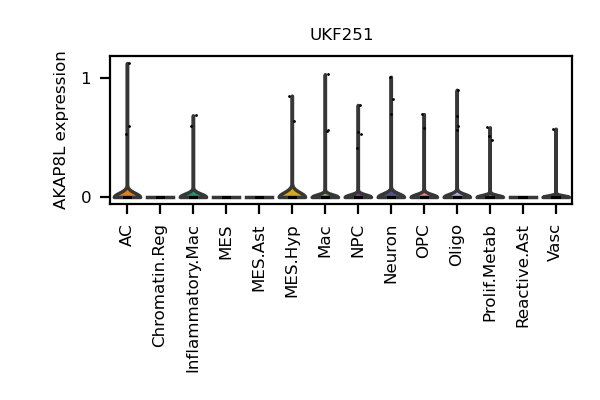 UKF251
AKAP8L expression
1
0
AC
Chromatin.Reg
Inflammatory.Mac
MES
MES.Ast
MES.Hyp
Mac
NPC
Neuron
OPC
Oligo
Prolif.Metab
Reactive.Ast
Vasc